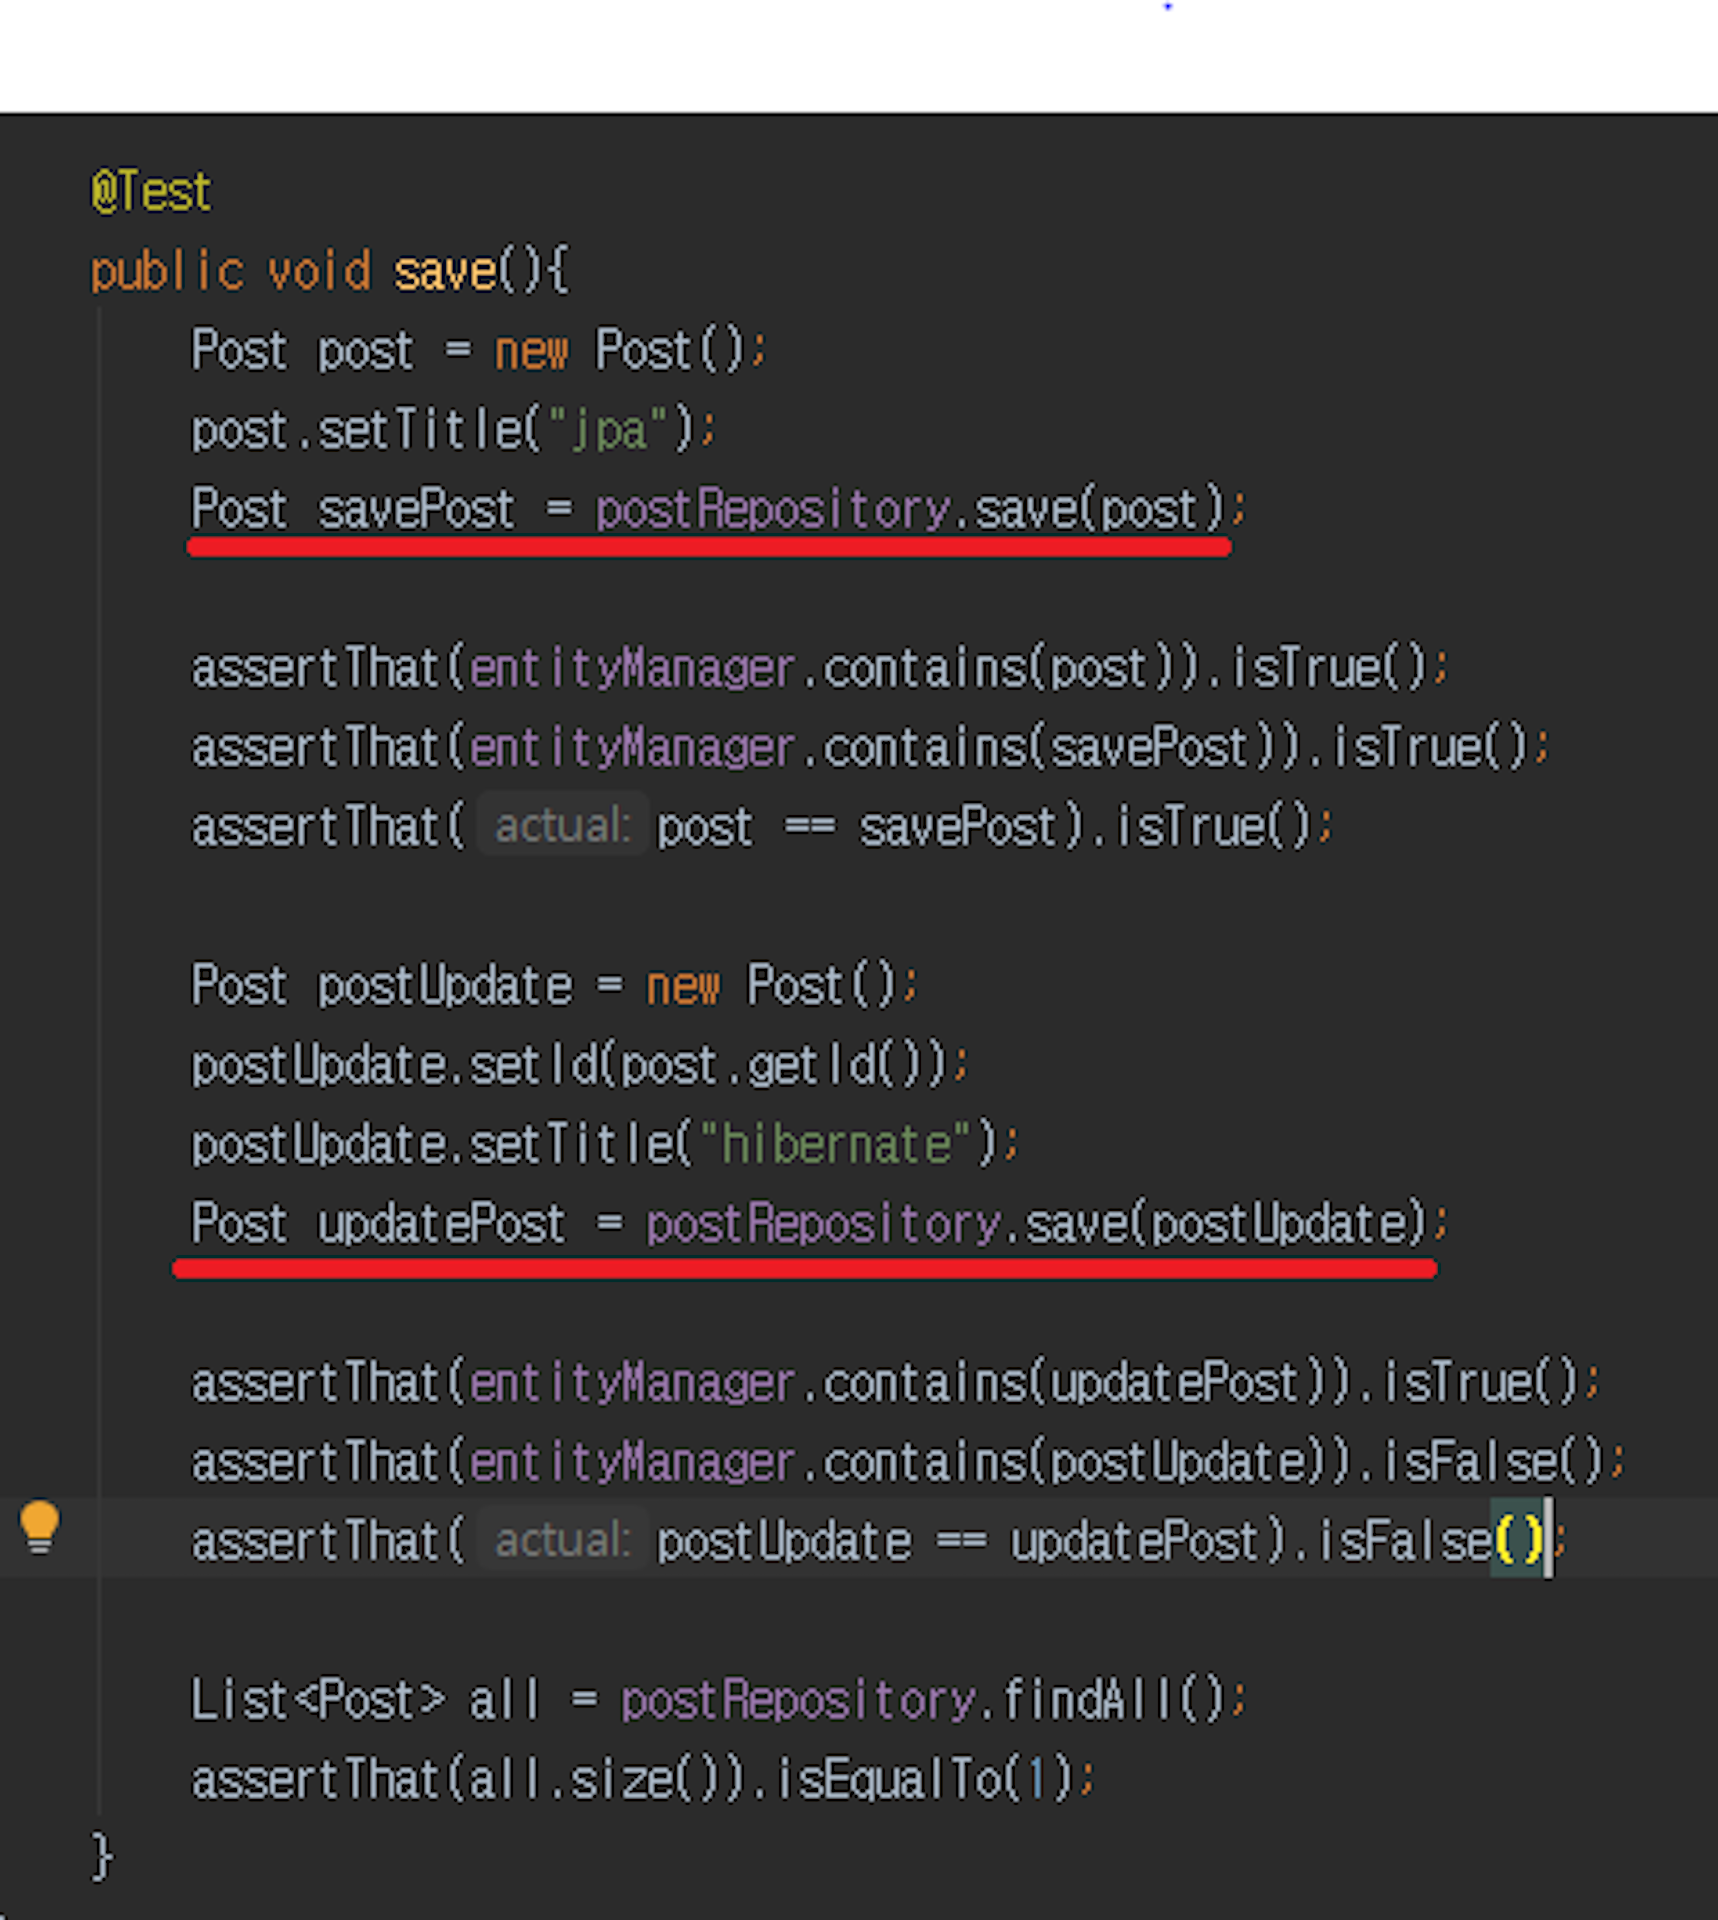 @Test
public void save(){
Post post = new Post();
post.setTitle("jpa");
Post savePost = postRepository.save(post);
assertThat(entityManager.contains(post)).isTrue();
assertThat(entityManager.contains(savePost)).isTrue();
assertThat( actual: post == savePost).isTrue();
Post postUpdate = new Post();
postUpdate.setId(post.getId());
postUpdate.setTitle("hibernate");
Post updatePost = postRepository.save(postUpdate);
assertThat(entityManager.contains(updatePost)).isTrue();
assertThat(entityManager.contains(postUpdate)).isFalse();
assertThat( actual: postUpdate == updatePost).isFalse();
List<Post> all = postRepository.findAll();
assertThat(all.size()).isEqualTo(1);
}